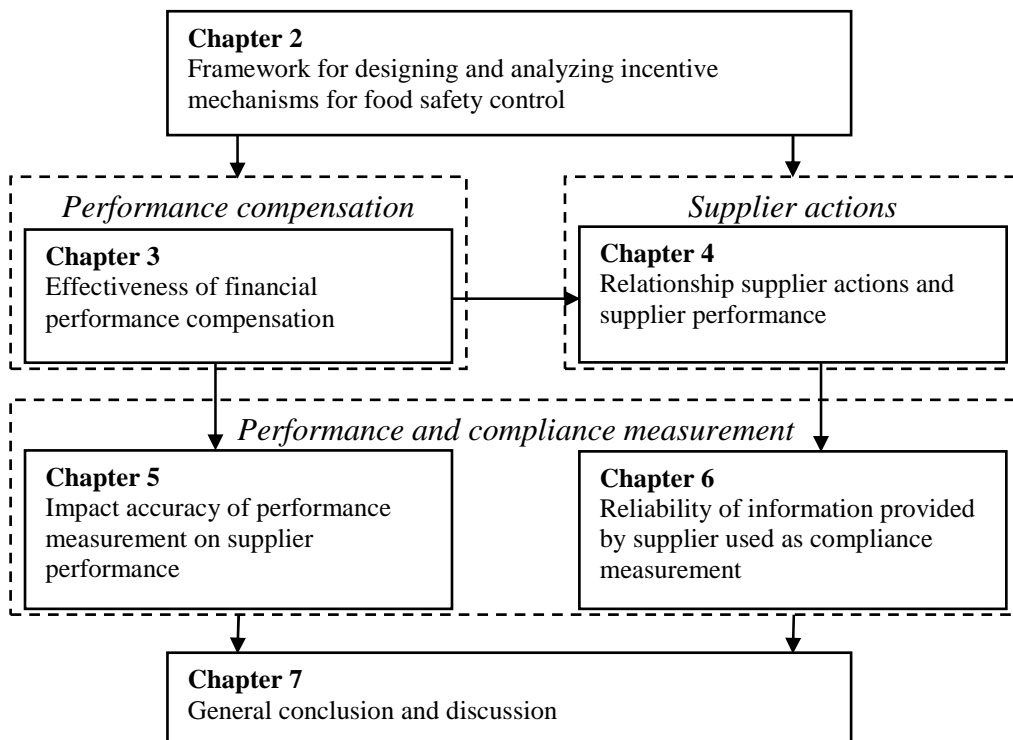 Chapter 2
Framework for designing and analyzing incentive
mechanisms for food safety control
Performance compensation
Chapter 3
Effectiveness of financial
performance compensation
Supplier actions
Chapter 4
Relationship supplier actions and
supplier performance
Performance and compliance measurement
Chapter 5
Impact accuracy of performance
measurement on supplier
performance
Chapter 6
Reliability of information provided
by supplier used as compliance
measurement
Chapter 7
General conclusion and discussion